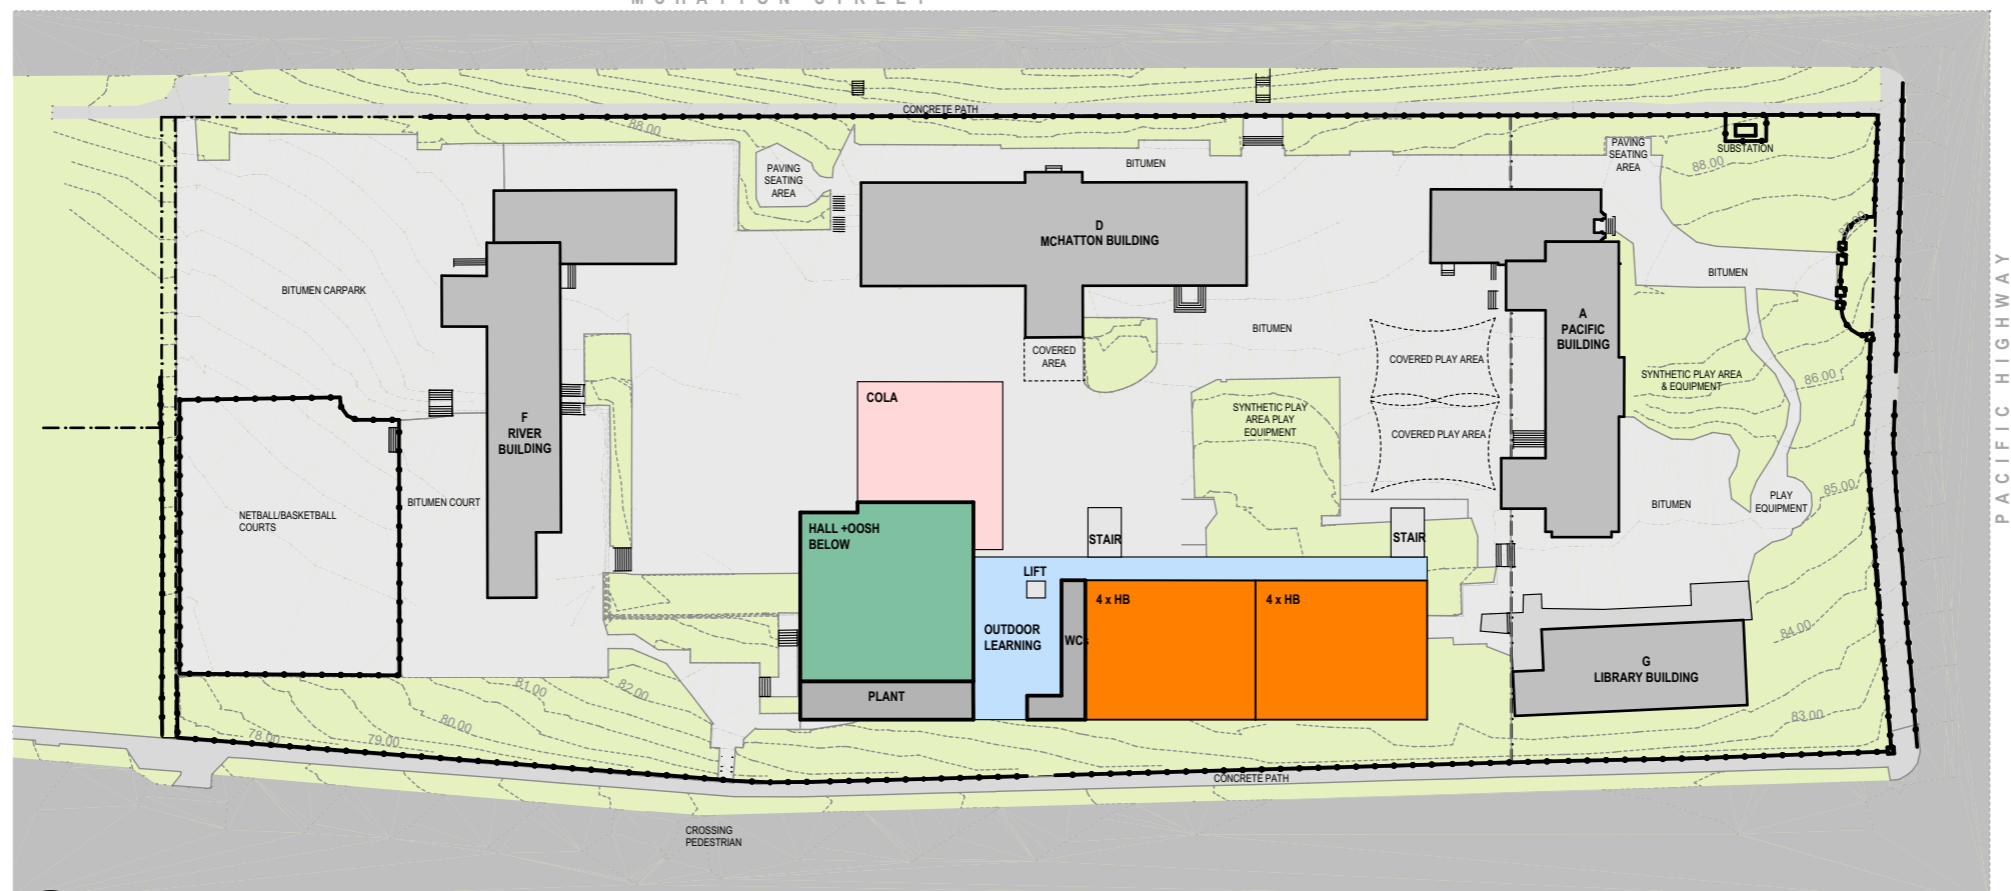 MCHATTON STREET
CONCRETE PATH
88.00
BITUMEN
PAVING
SEATING
AREA
PAVING
SEATING
AREA
SUBSTATION
88.00
D
MCHATTON BUILDING
BITUMEN CARPARK
BITUMEN
BITUMEN
A
PACIFIC
BUILDING
COVERED
AREA
COVERED PLAY AREA
SYNTHETIC PLAY AREA
& EQUIPMENT
86.00
PACIFIC HIGHWAY
COLA
F
RIVER
BUILDING
SYNTHETIC PLAY
AREA PLAY
EQUIPMENT
COVERED PLAY AREA
NETBALL/BASKETBALL
COURTS
BITUMEN COURT
BITUMEN
PLAY
EQUIPMENT
85.00
HALL +OOSH
BELOW
STAIR
STAIR
LIFT
4 x HB
4 x HB
OUTDOOR
LEARNING
WC
84.00
G
LIBRARY BUILDING
PLANT
81.00
82.00
80.00
79.00
78.00
83.00
CONCRETE PATH
CROSSING
PEDESTRIAN